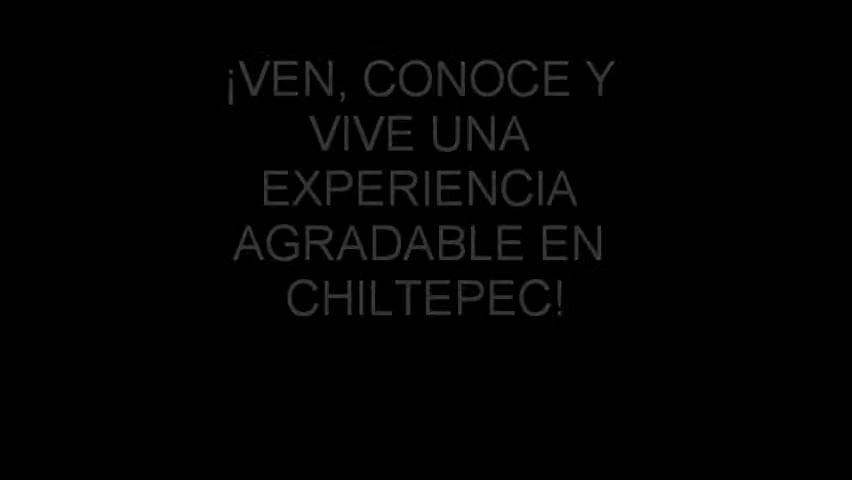 ¡VEN, CONOCE Y
VIVE UNA
EXPERIENCIA
AGRADABLE EN
CHILTEPEC!